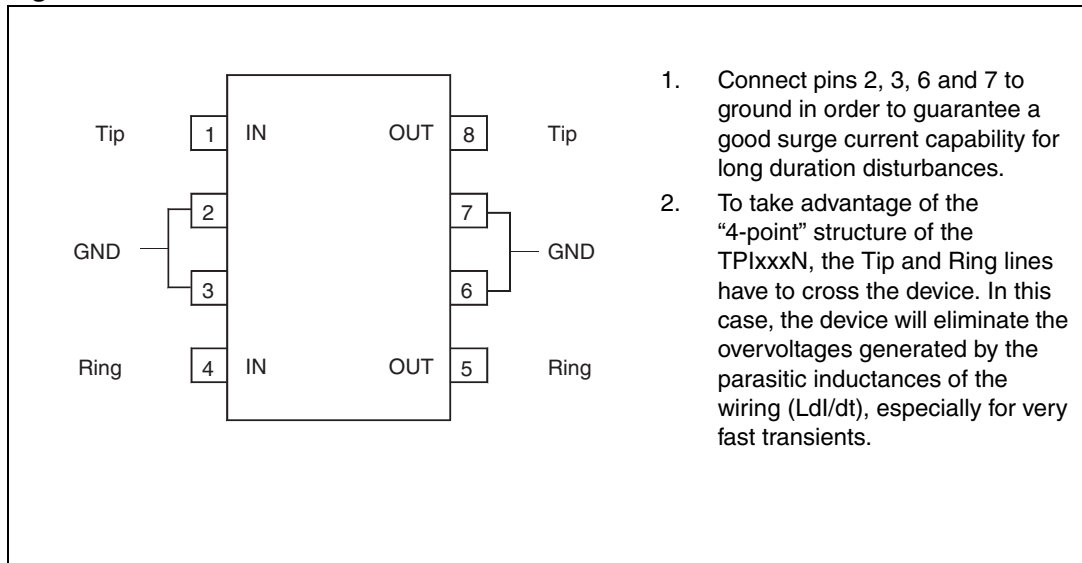 Tip 1 IN OUT 8 Tip
2 7
GND GND
3 6
Ring 4 IN OUT 5 Ring
1. Connect pins 2, 3, 6 and 7 to
ground in order to guarantee a
good surge current capability for
long duration disturbances.
2. To take advantage of the
“4-point” structure of the
TPIxxxN, the Tip and Ring lines
have to cross the device. In this
case, the device will eliminate the
overvoltages generated by the
parasitic inductances of the
wiring (LdI/dt), especially for very
fast transients.